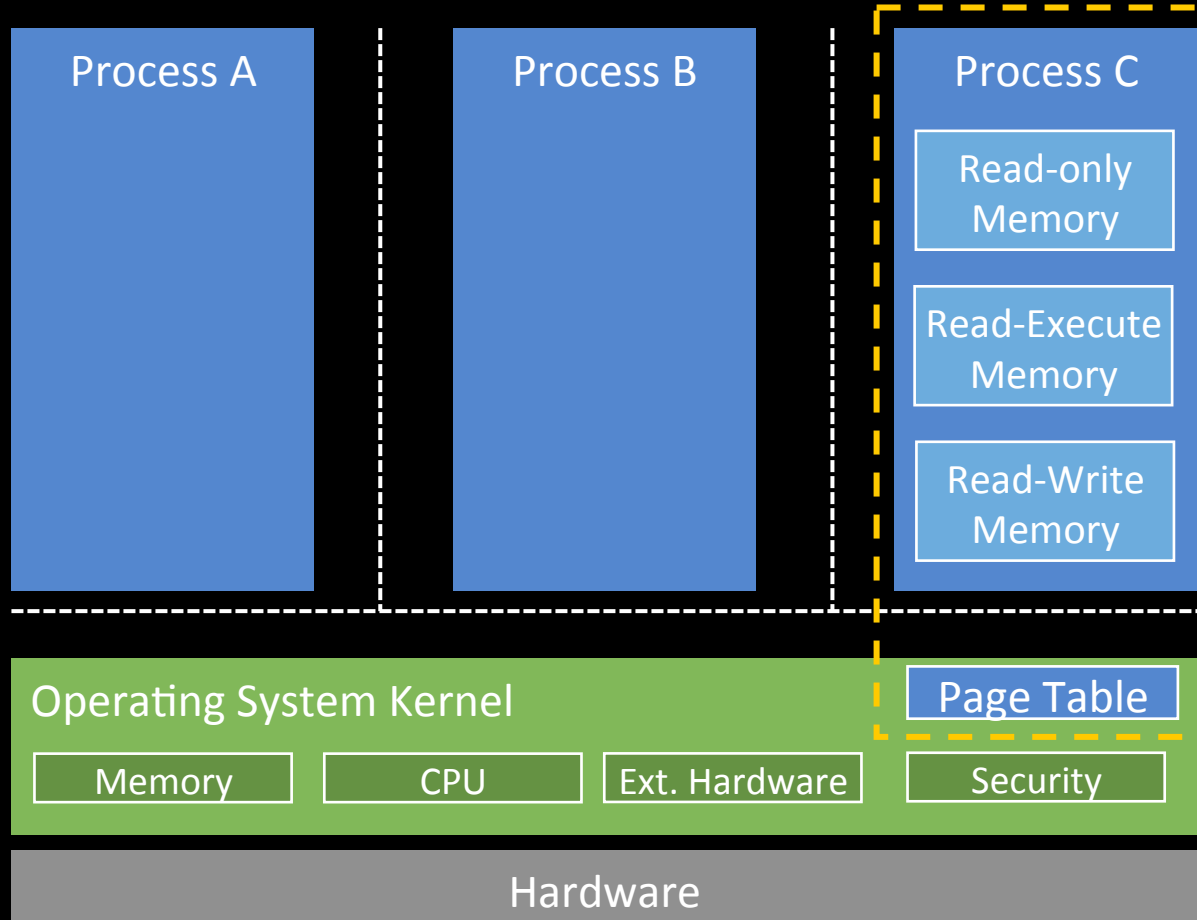 Process A
Process B
Process C
Read-only
Memory
Read-Execute
Memory
Read-Write
Memory
Operating System Kernel
Page Table
Memory
CPU
Ext. Hardware
Security
Hardware